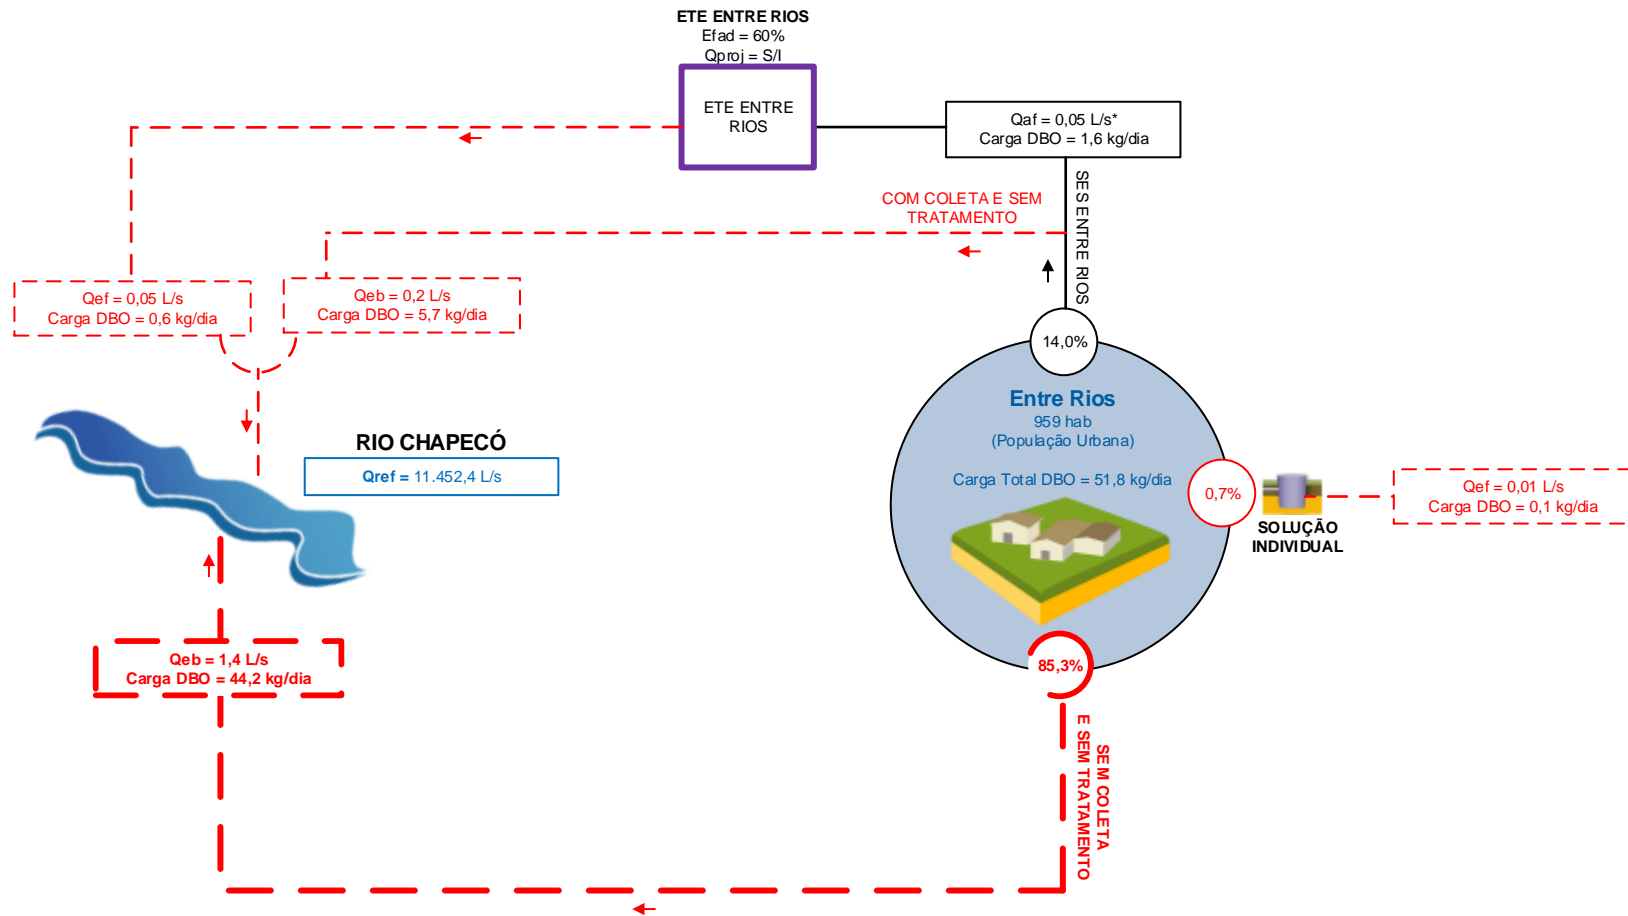 ETE ENTRE RIOS
Efad = 60%
Qproj = S/I
ETE ENTRE
RIOS
Qaf = 0,05 L/s*
Carga DBO = 1,6 kg/dia
COM COLETA E SEM
TRATAMENTO
SES ENTRE RIOS
Qef = 0,05 L/s
Carga DBO = 0,6 kg/dia
Qeb = 0,2 L/s
Carga DBO = 5,7 kg/dia
14,0%
Entre Rios
959 hab
(População Urbana)
Carga Total DBO = 51,8 kg/dia
RIO CHAPECÓ
Qref = 11.452,4 L/s
0,7%
SOLUÇÃO
INDIVIDUAL
Qef = 0,01 L/s
Carga DBO = 0,1 kg/dia
Qeb = 1,4 L/s
Carga DBO = 44,2 kg/dia
85,3%
SEM COLETA
E SEM TRATAMENTO